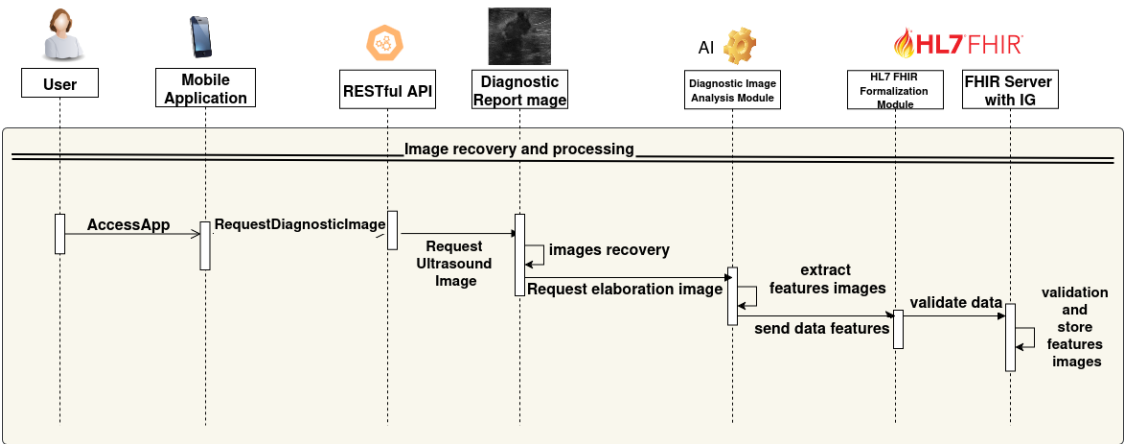 AI
HL7 FHIR
User
Mobile
Application
RESTful API
Diagnostic
Report mage
Diagnostic Image
Analysis Module
HL7 FHIR
Formalization
Module
FHIR Server
with IG
Image recovery and processing
AccessApp
RequestDiagnosticImage
Request
Ultrasound
Image
images recovery
Request elaboration image
extract
features images
send data features
validate data
validation
and
store
features
images